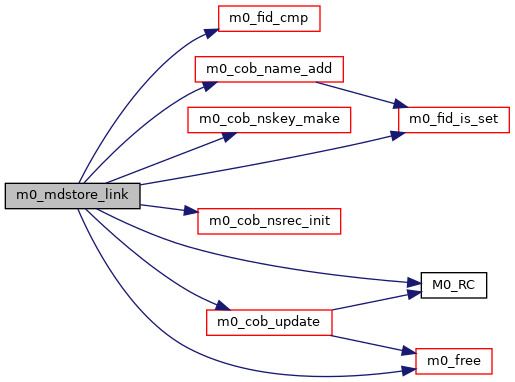 m0_fid_cmp
m0_cob_name_add
m0_cob_nskey_make
m0_fid_is_set
m0_mdstore_link
m0_cob_nsrec_init
M0_RC
m0_cob_update
m0_free